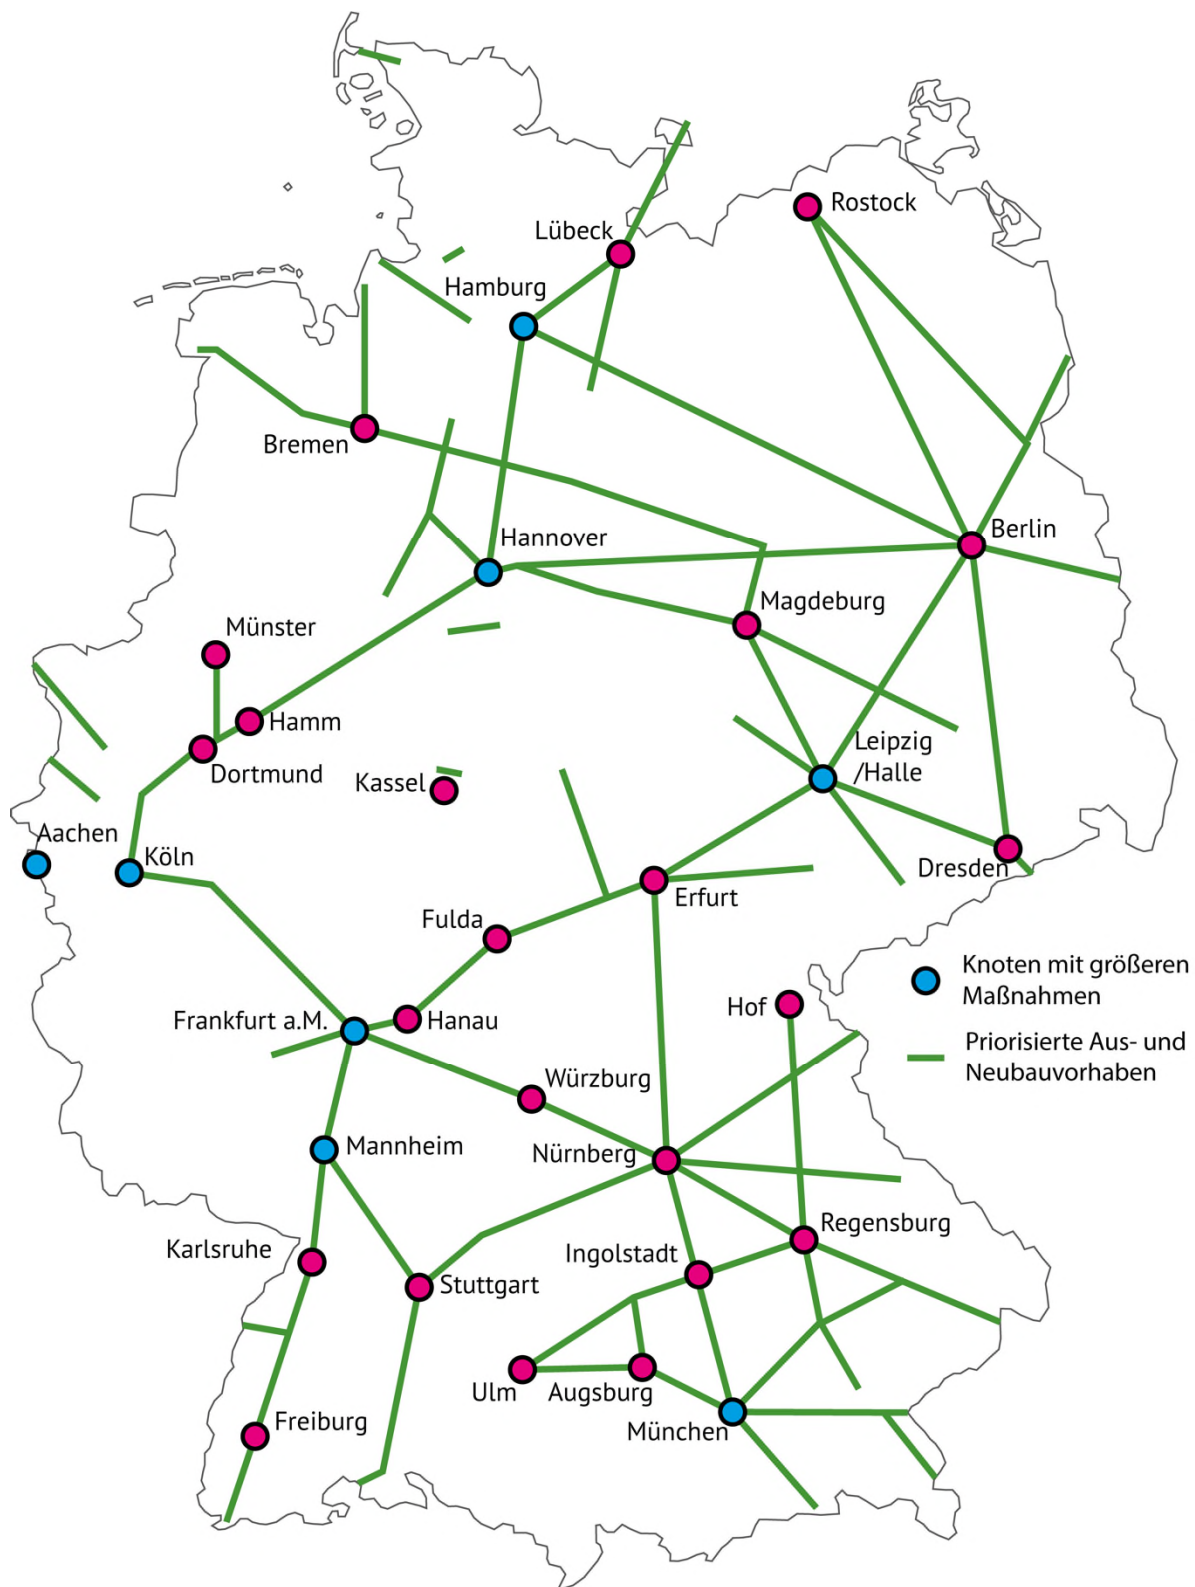 Rostock
Lübeck
Hamburg
Bremen
Hannover
Berlin
Magdeburg
Münster
Hamm
Dortmund
Leipzig
/Halle
Kassel
Aachen
Köln
Dresden
Erfurt
Fulda
Knoten mit größeren
Maßnahmen
Hof
Frankfurt a.M.
Hanau
Priorisierte Aus- und
Neubauvorhaben
Würzburg
Mannheim
Nürnberg
Regensburg
Karlsruhe
Ingolstadt
Stuttgart
Ulm
Augsburg
Freiburg
München